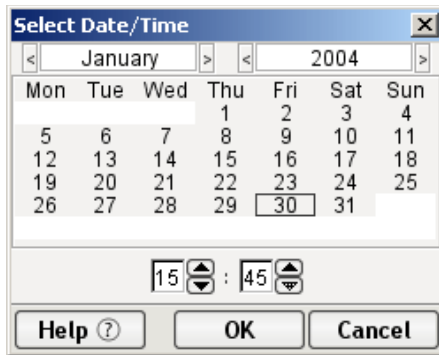 Select Date/Time
< January > < 2004 >
Mon Tue Wed Thu Fri Sat Sun
1 2 3 4
5 6 7 8 9 10 11
12 13 14 15 16 17 18
19 20 21 22 23 24 25
26 27 28 29 30 31
15 : 45
Help ? OK Cancel